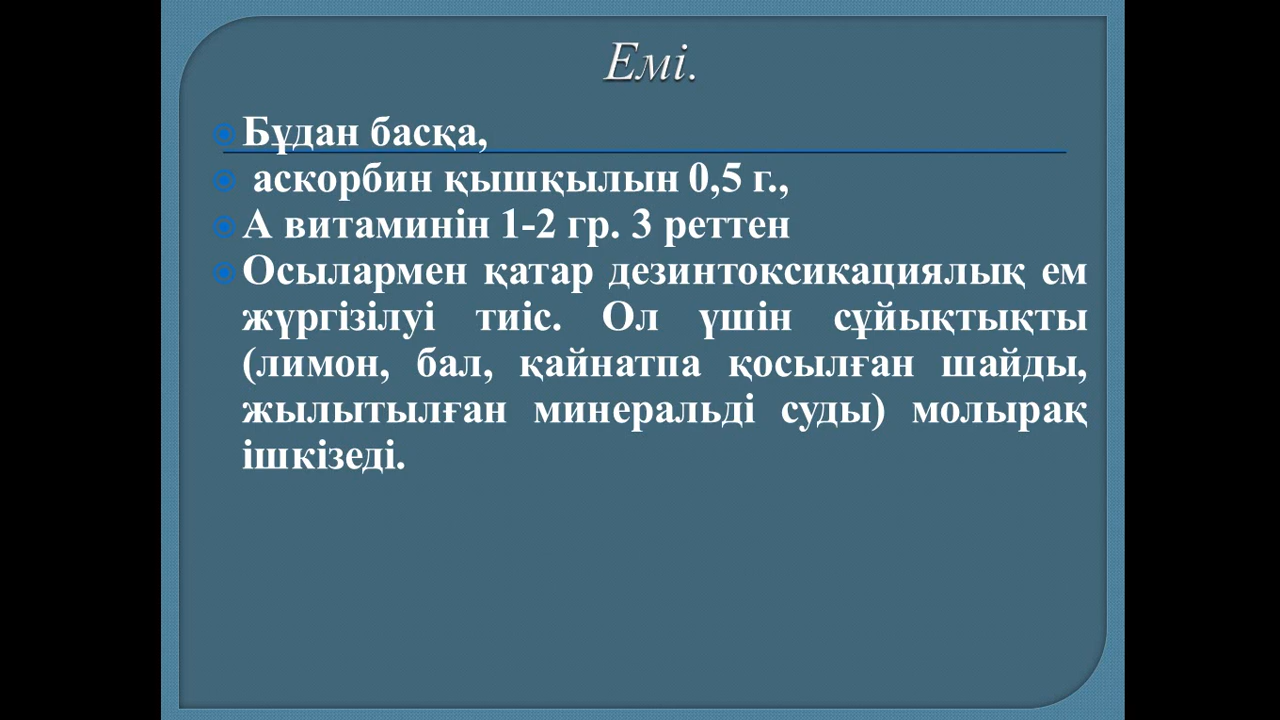 Емі.
Бұдан басқа,
аскорбин қышқылын 0,5 г.,
А витаминін 1-2 гр. 3 реттен
Осылармен қатар дезинтоксикациялық ем
жүргізілуі тиіс. Ол үшін сұйықтықты
(лимон, бал, қайнатпа қосылған шайды,
жылытылған минеральді суды) молырақ
ішкізеді.